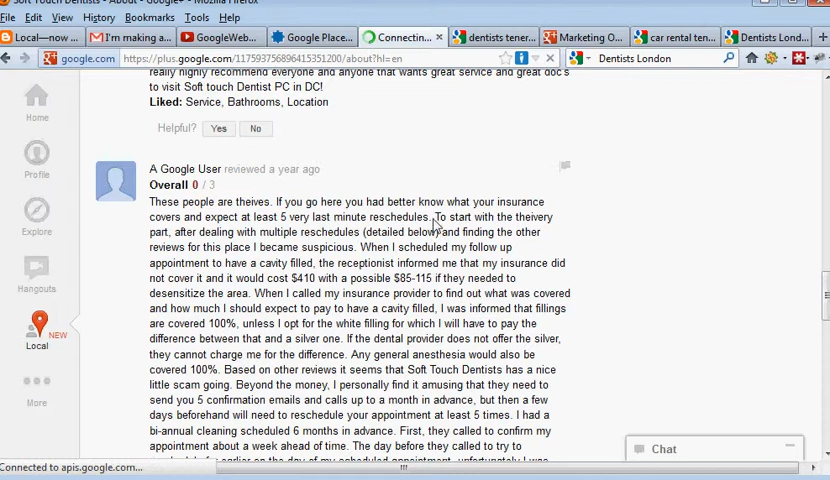 Soft Touch Dentists - About - Google+ - Mozilla Firefox
File Edit View History Bookmarks Tools Help
Local—now ...
I'm making a...
GoogleWeb...
Google Place...
Connectin...
dentists tener...
Marketing O...
car rental ten...
Dentists Lond...
google.com
https://plus.google.com/117593756896415351200/about?hl=en
Dentists London
really highly recommend everyone and anyone that wants great service and great doc's
to visit Soft touch Dentist PC in DC!
Liked: Service, Bathrooms, Location
Helpful? Yes No
A Google User reviewed a year ago
Overall 0 / 3
These people are theives. If you go here you had better know what your insurance
covers and expect at least 5 very last minute reschedules. To start with the theivery
part, after dealing with multiple reschedules (detailed below) and finding the other
reviews for this place I became suspicious. When I scheduled my follow up
appointment to have a cavity filled, the receptionist informed me that my insurance did
not cover it and it would cost $410 with a possible $85-115 if they needed to
desensitize the area. When I called my insurance provider to find out what was covered
and how much I should expect to pay to have a cavity filled, I was informed that fillings
are covered 100%, unless I opt for the white filling for which I will have to pay the
difference between that and a silver one. If the dental provider does not offer the silver,
they cannot charge me for the difference. Any general anesthesia would also be
covered 100%. Based on other reviews it seems that Soft Touch Dentists has a nice
little scam going. Beyond the money, I personally find it amusing that they need to
send you 5 confirmation emails and calls up to a month in advance, but then a few
days beforehand will need to reschedule your appointment at least 5 times. I had a
bi-annual cleaning scheduled 6 months in advance. First, they called to confirm my
appointment about a week ahead of time. The day before they called to try to
for earlier on the day of my scheduled appointment, unfortunately I was
Home
Profile
Explore
Hangouts
NEW
Local
More
Chat
Connected to apis.google.com...